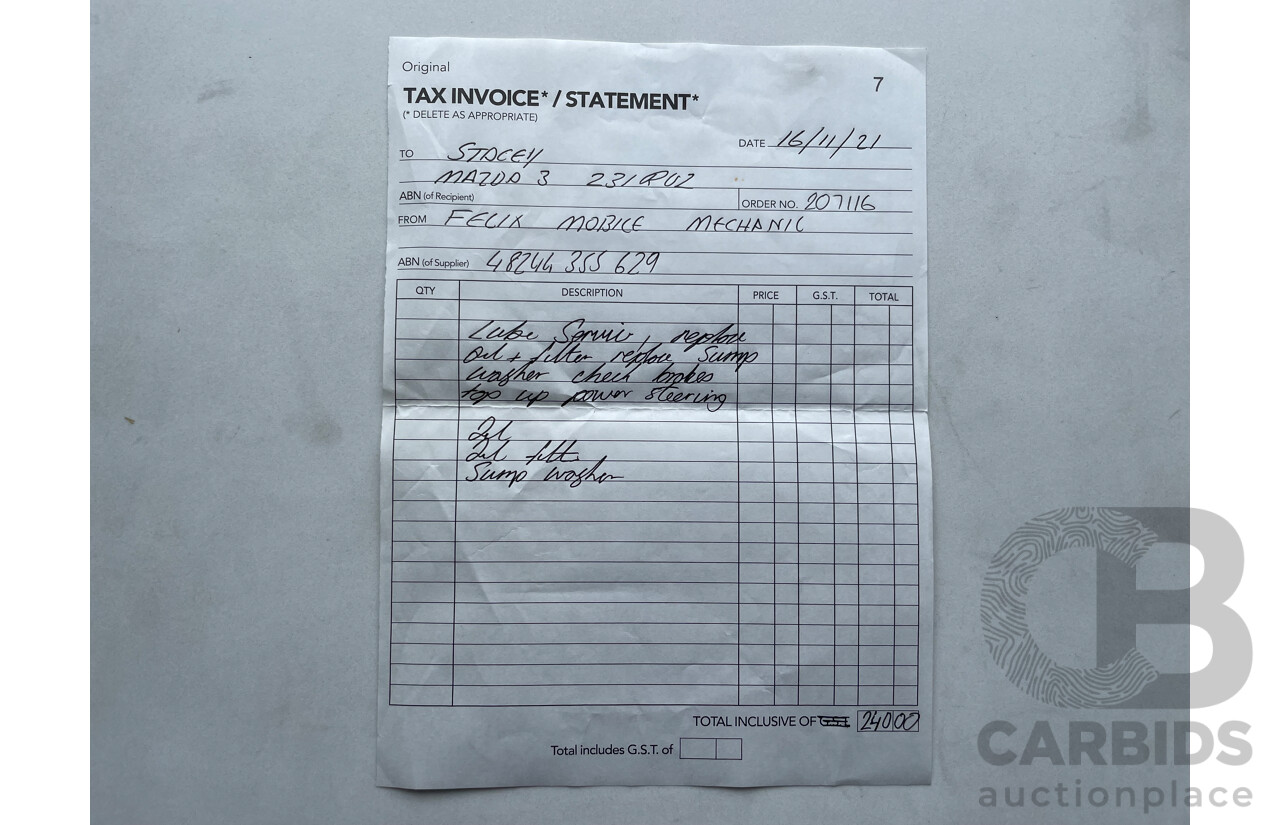 Original
7
TAX INVOICE* / STATEMENT*
(* DELETE AS APPROPRIATE)
DATE 16/11/21
TO STACEY
MAZDA 3 231
ABN (of Recipient)
ORDER NO. 207116
FROM FELIX MOBILE MECHANIC
ABN (of Supplier) 48244 355 629
QTY DESCRIPTION PRICE G.S.T. TOTAL
Lube Service, replace
Oil + filter replace Sump
washer check brakes
top up power steering
Oil
Oil filt
Sump washer
TOTAL INCLUSIVE OF G.S.T. 240 00
Total includes G.S.T. of
CB
CARBIDS
auctionplace